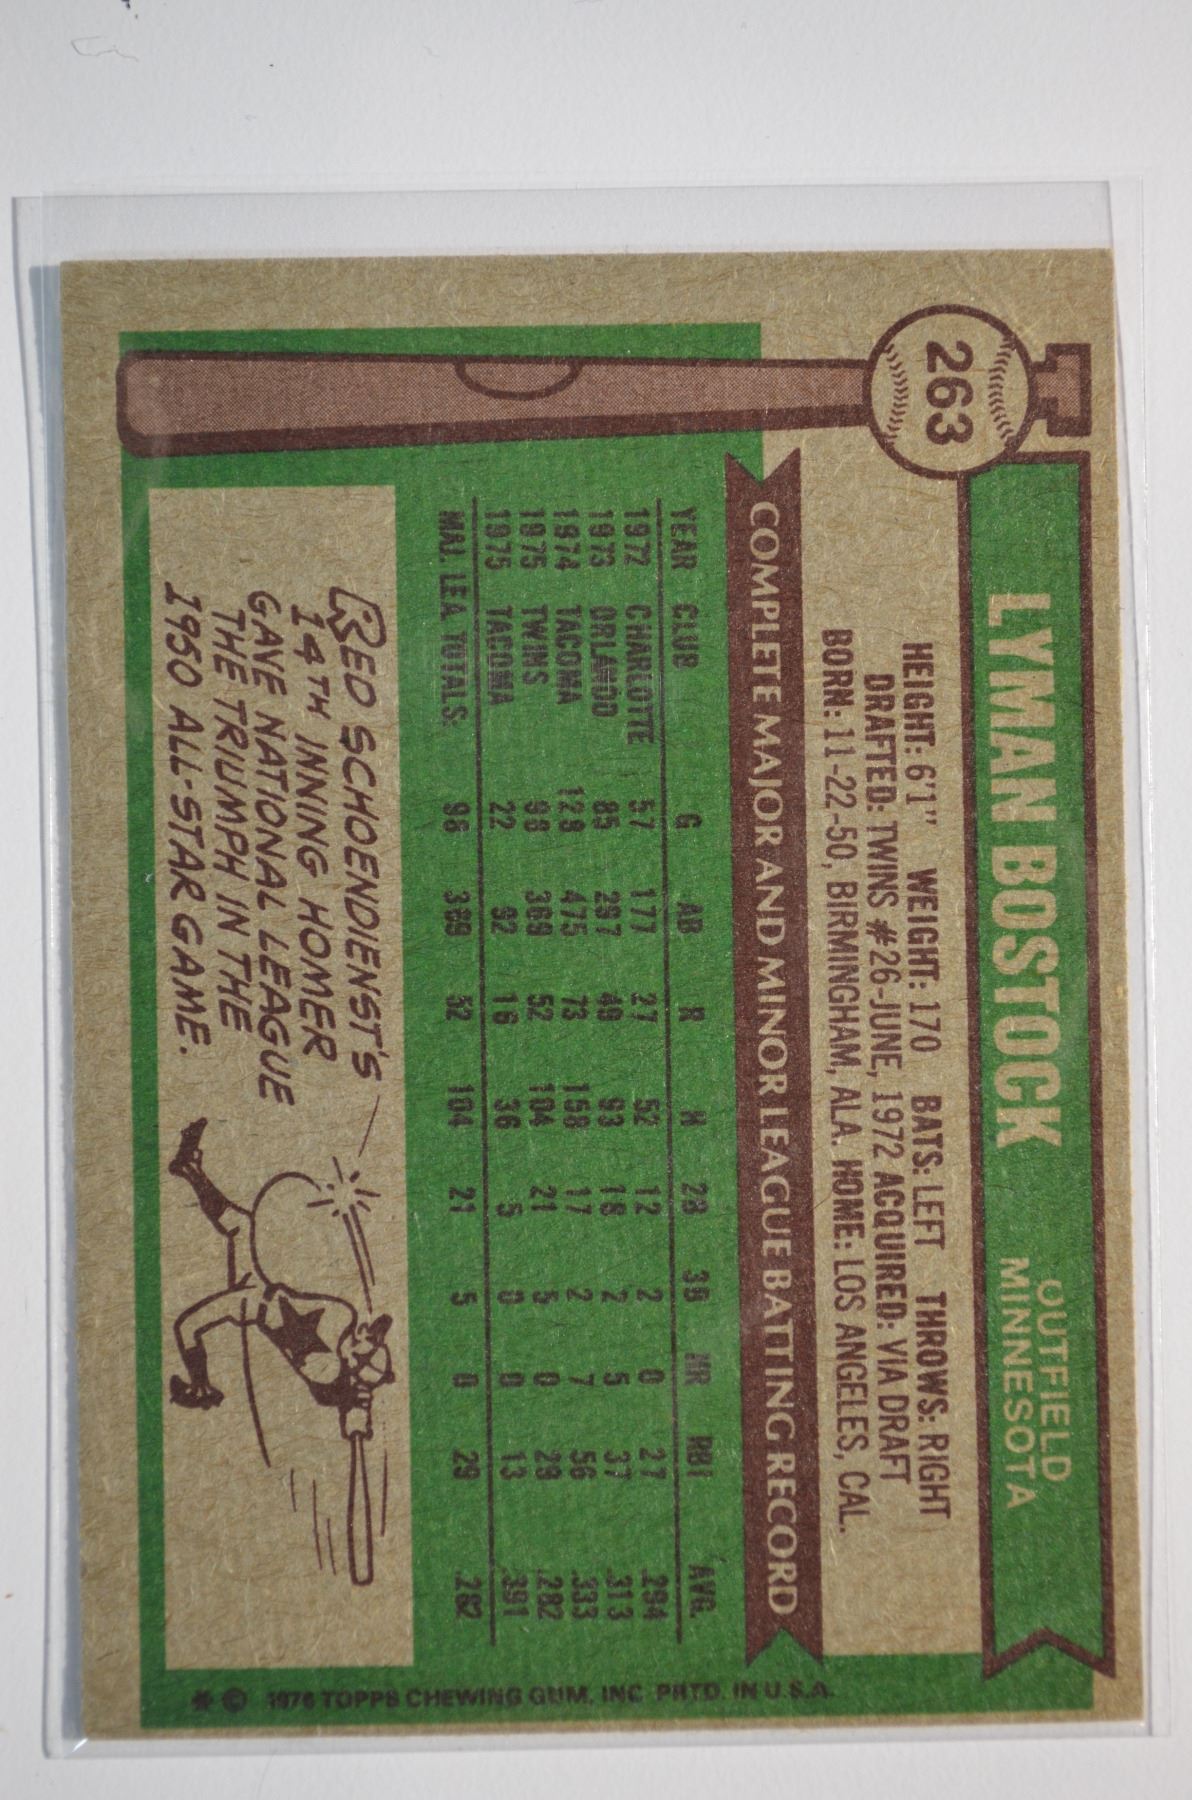 263
LYMAN BOSTOCK
OUTFIELD
MINNESOTA
HEIGHT: 6'1" WEIGHT: 170 BATS: LEFT THROWS: RIGHT
DRAFTED: TWINS #26-JUNE, 1972 ACQUIRED: VIA DRAFT
BORN: 11-22-50, BIRMINGHAM, ALA. HOME: LOS ANGELES, CAL.
COMPLETE MAJOR AND MINOR LEAGUE BATTING RECORD
YEAR CLUB G AB R H 2B 3B HR RBI AVG.
1972 CHARLOTTE 57 177 27 52 12 2 0 27 .294
1973 ORLANDO 85 297 49 93 18 2 5 37 .313
1974 TACOMA 128 475 73 158 17 2 7 56 .333
1975 TWINS 98 369 52 104 21 5 0 29 .282
1975 TACOMA 22 92 16 36 5 0 0 13 .391
MAJ. LEA. TOTALS 98 369 52 104 21 5 0 29 .282
RED SCHOENDIENST'S
14TH INNING HOMER
GAVE NATIONAL LEAGUE
THE TRIUMPH IN THE
1950 ALL-STAR GAME.
* © 1976 TOPPS CHEWING GUM, INC. PRTD. IN U.S.A.